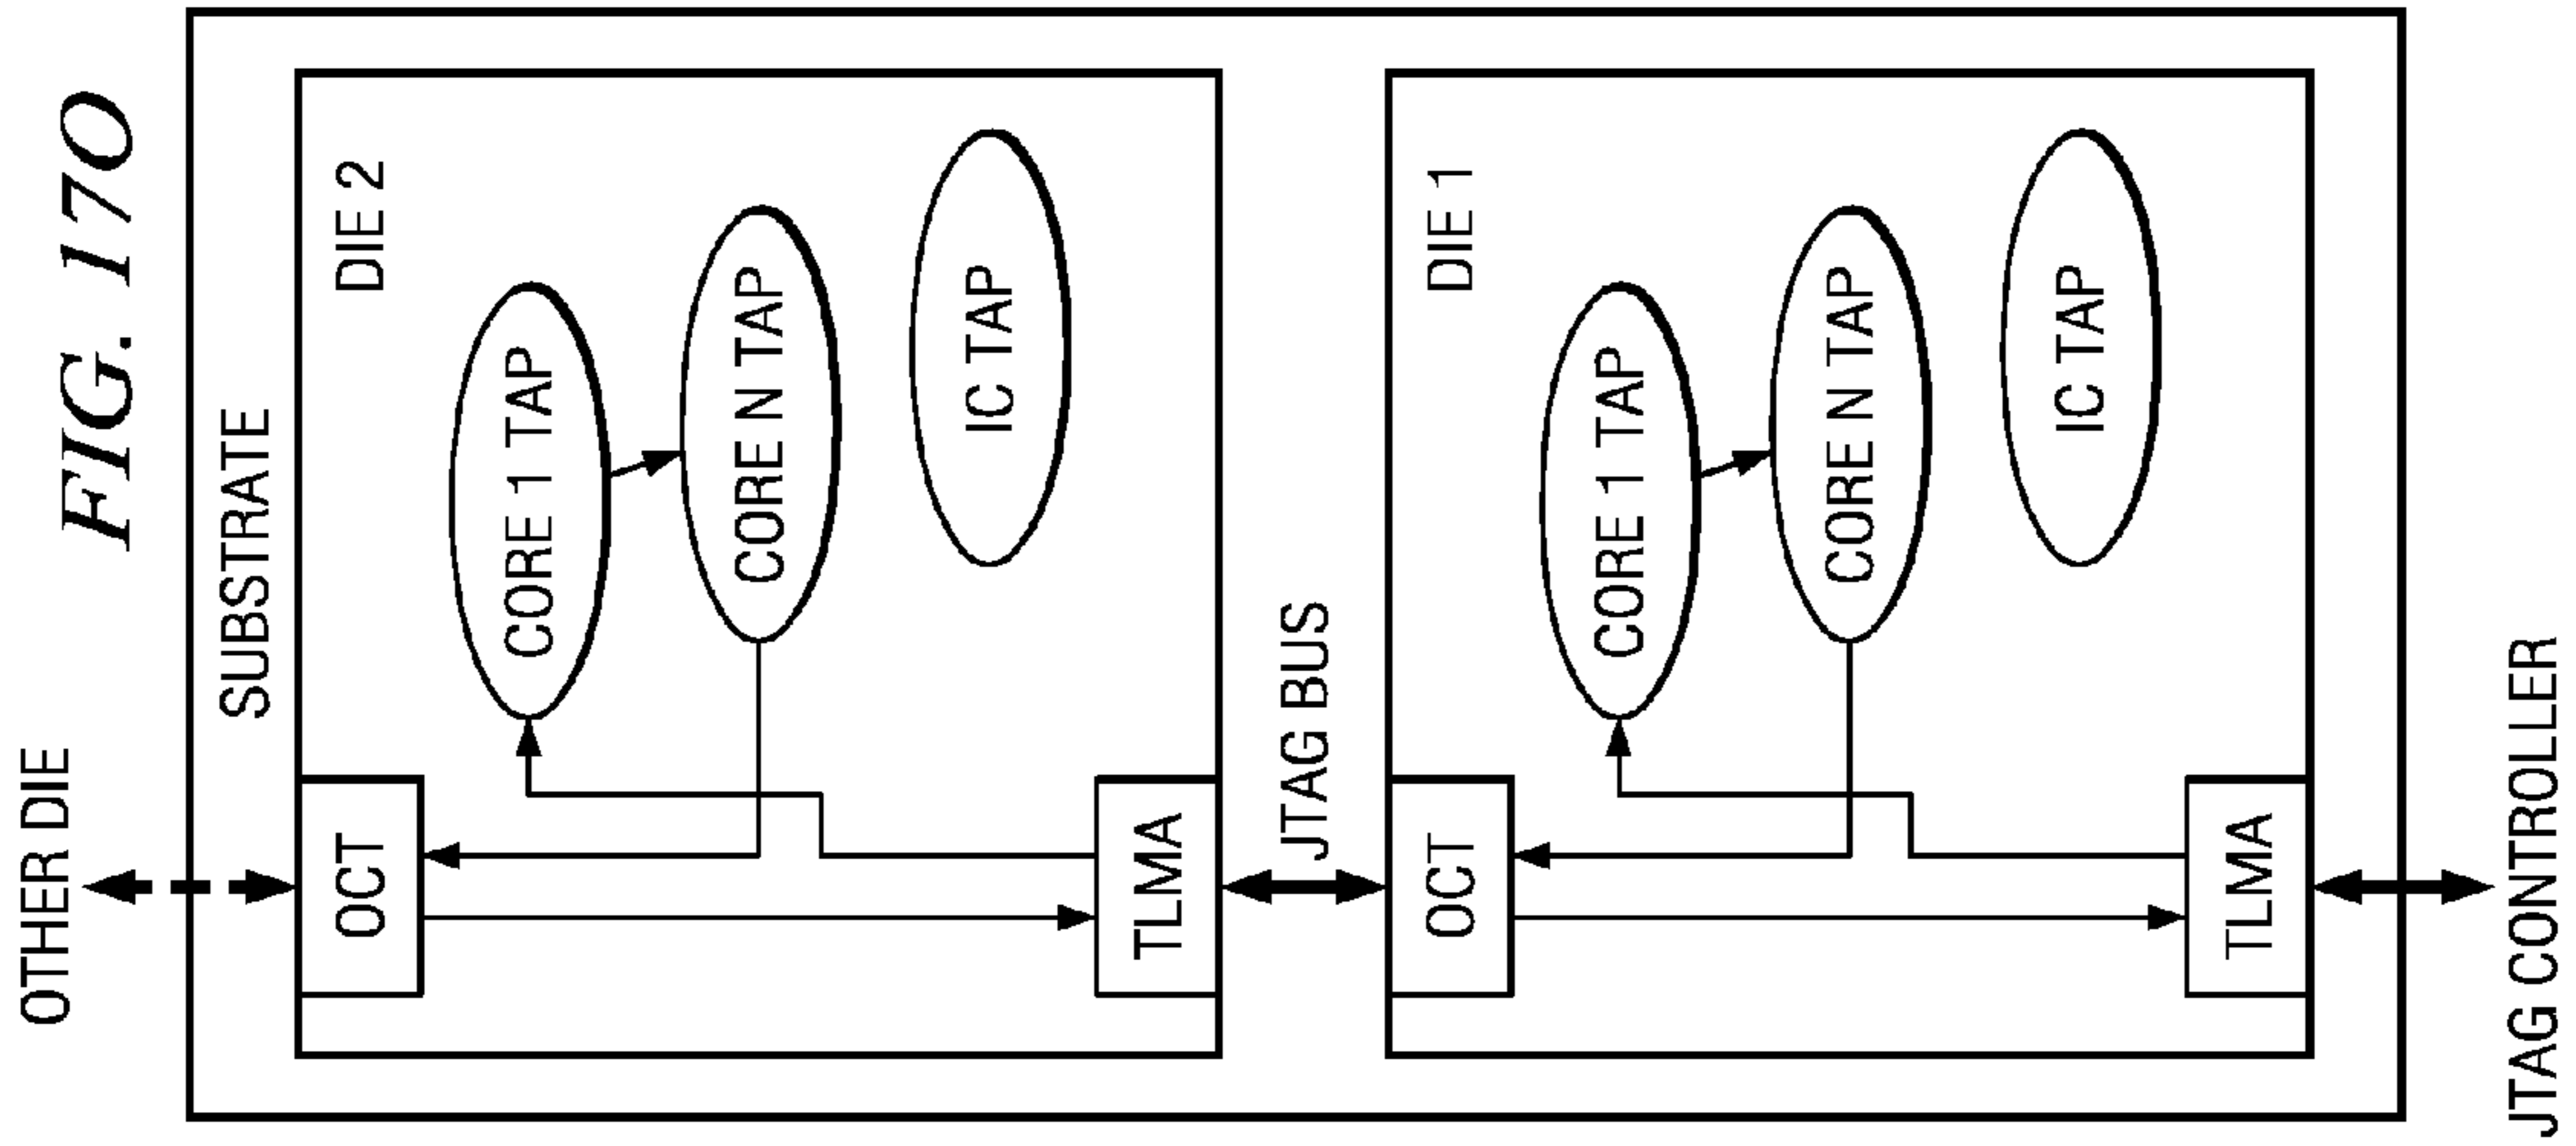 OTHER DIE
FIG. 17O
SUBSTRATE
OCT
DIE 2
CORE 1 TAP
CORE N TAP
IC TAP
TLMA
JTAG BUS
OCT
DIE 1
CORE 1 TAP
CORE N TAP
IC TAP
TLMA
JTAG CONTROLLER